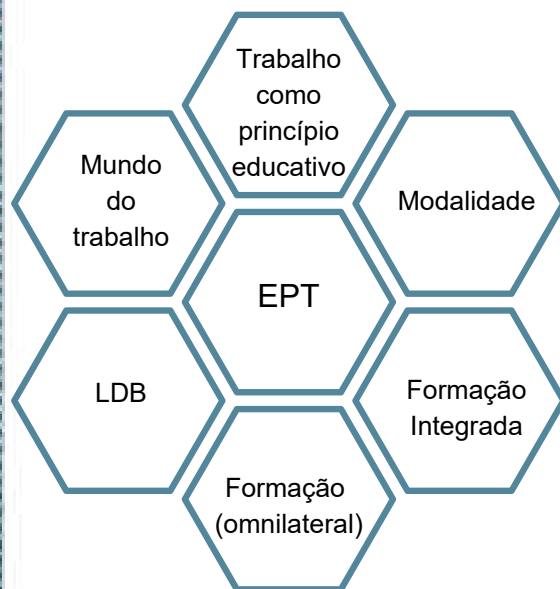 Trabalho
como
princípio
educativo
Mundo
do
trabalho
Modalidade
EPT
LDB
Formação
Integrada
Formação
(omnilateral)